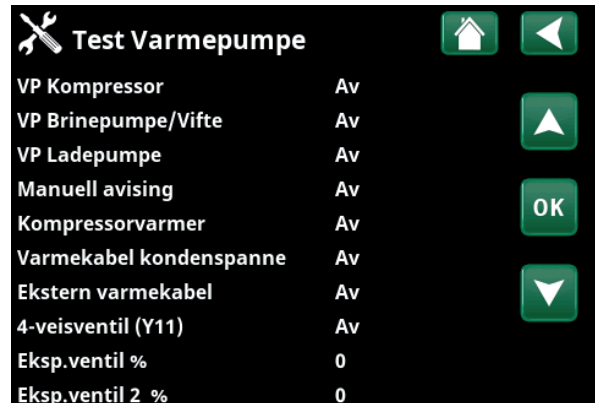 Test Varmepumpe
VP Kompressor Av
VP Brinepumpe/Vifte Av
VP Ladepumpe Av
Manuell avising Av
OK
Kompressorvarmer Av
Varmekabel kondenspanne Av
Ekstern varmekabel Av
4-veisventil (Y11) Av
Eksp.ventil % 0
Eksp.ventil 2 % 0